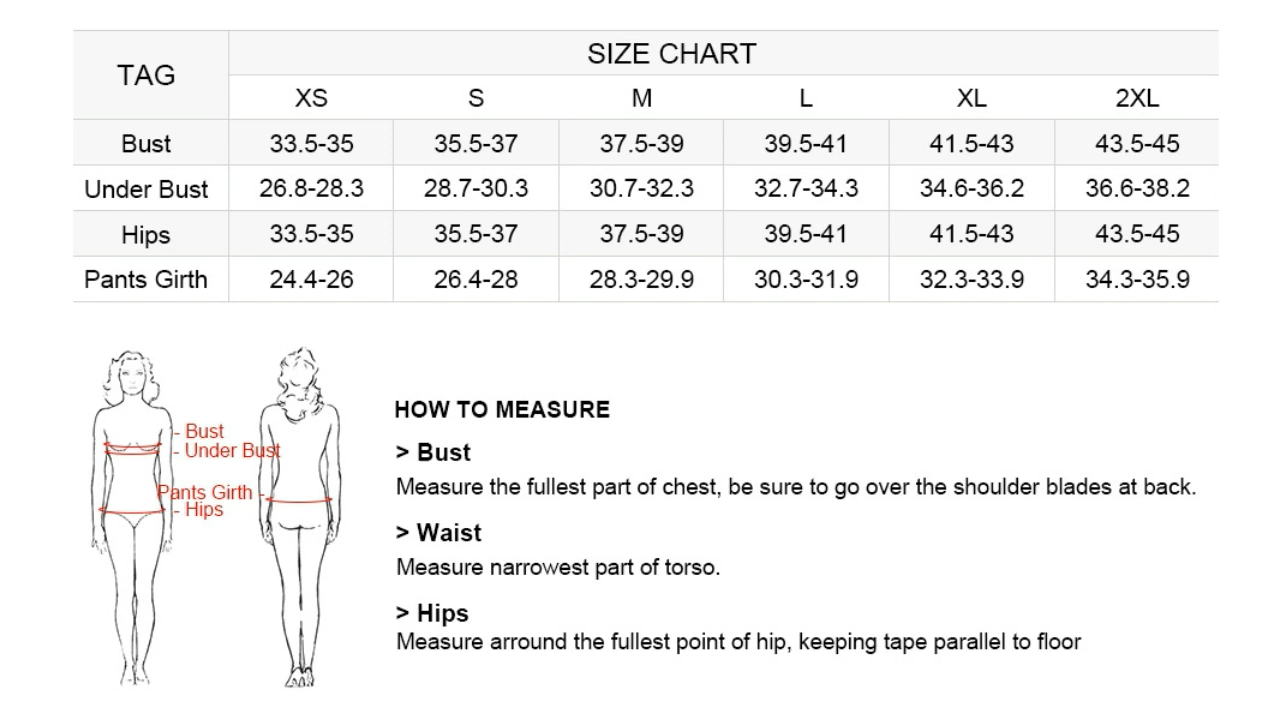 SIZE CHART
TAG
XS S M L XL 2XL
Bust 33.5-35 35.5-37 37.5-39 39.5-41 41.5-43 43.5-45
Under Bust 26.8-28.3 28.7-30.3 30.7-32.3 32.7-34.3 34.6-36.2 36.6-38.2
Hips 33.5-35 35.5-37 37.5-39 39.5-41 41.5-43 43.5-45
Pants Girth 24.4-26 26.4-28 28.3-29.9 30.3-31.9 32.3-33.9 34.3-35.9
- Bust
- Under Bust
Pants Girth -
- Hips
HOW TO MEASURE
> Bust
Measure the fullest part of chest, be sure to go over the shoulder blades at back.
> Waist
Measure narrowest part of torso.
> Hips
Measure arround the fullest point of hip, keeping tape parallel to floor